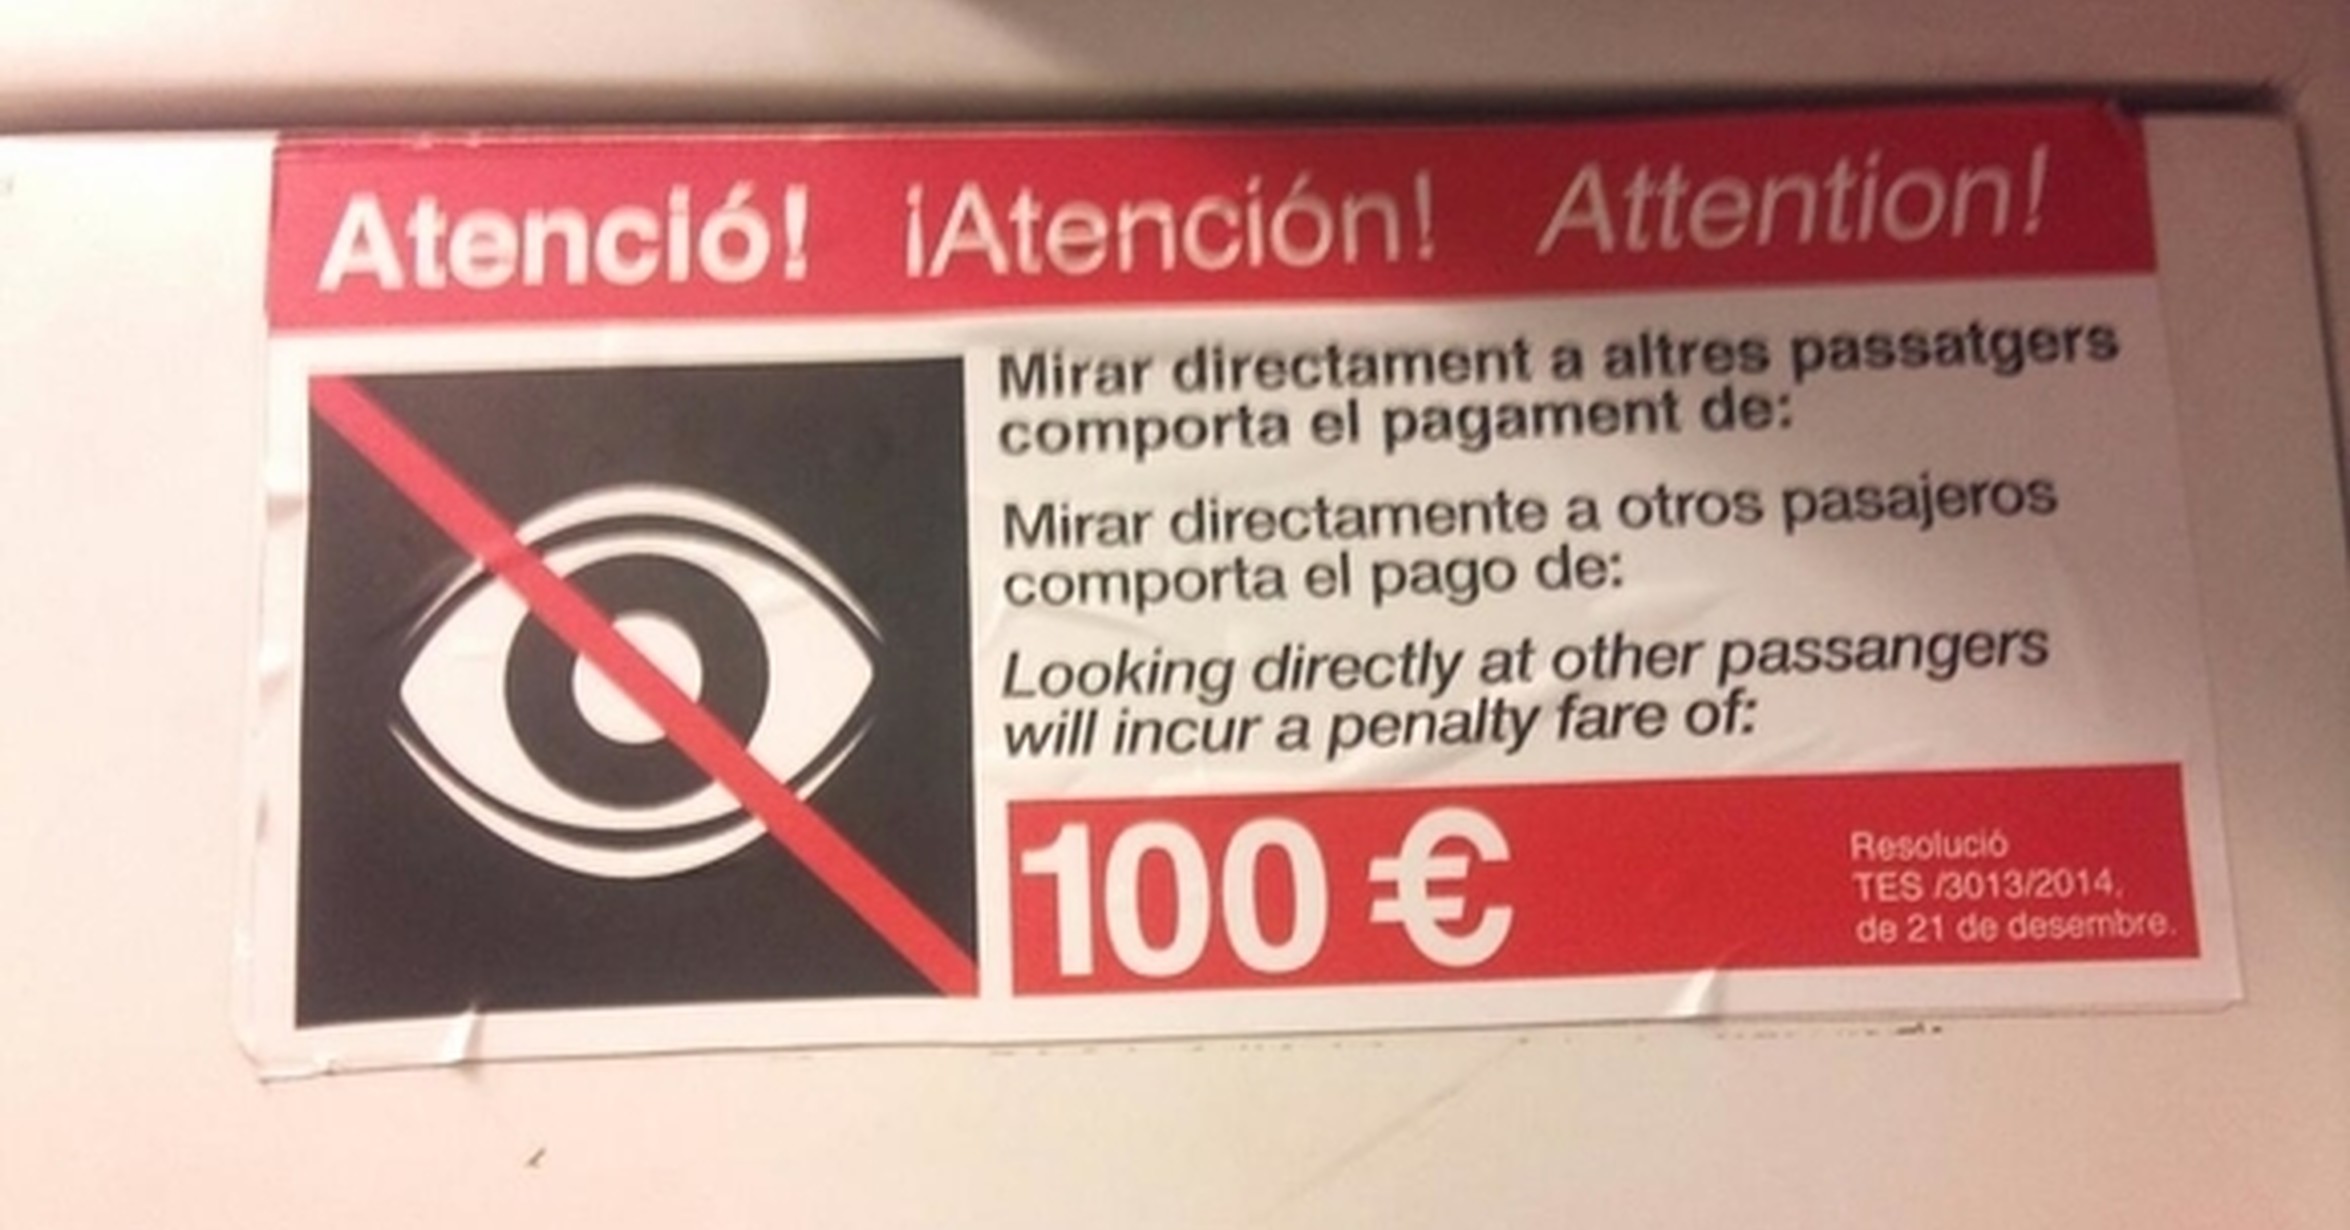 Atenció! ¡Atención! Attention!
Mirar directament a altres passatgers
comporta el pagament de:
Mirar directamente a otros pasajeros
comporta el pago de:
Looking directly at other passangers
will incur a penalty fare of:
100 €
Resolució
TES /3013/2014,
de 21 de desembre.